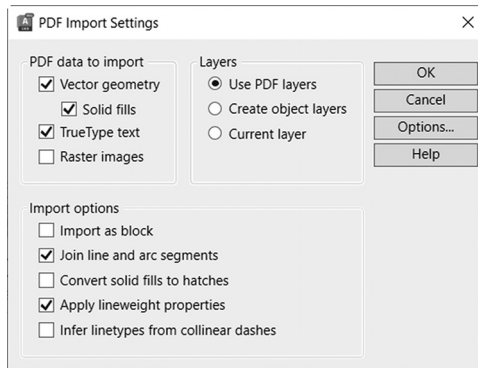 PDF Import Settings
PDF data to import
Vector geometry
Solid fills
TrueType text
Raster images
Layers
Use PDF layers
Create object layers
Current layer
OK
Cancel
Options...
Help
Import options
Import as block
Join line and arc segments
Convert solid fills to hatches
Apply lineweight properties
Infer linetypes from collinear dashes